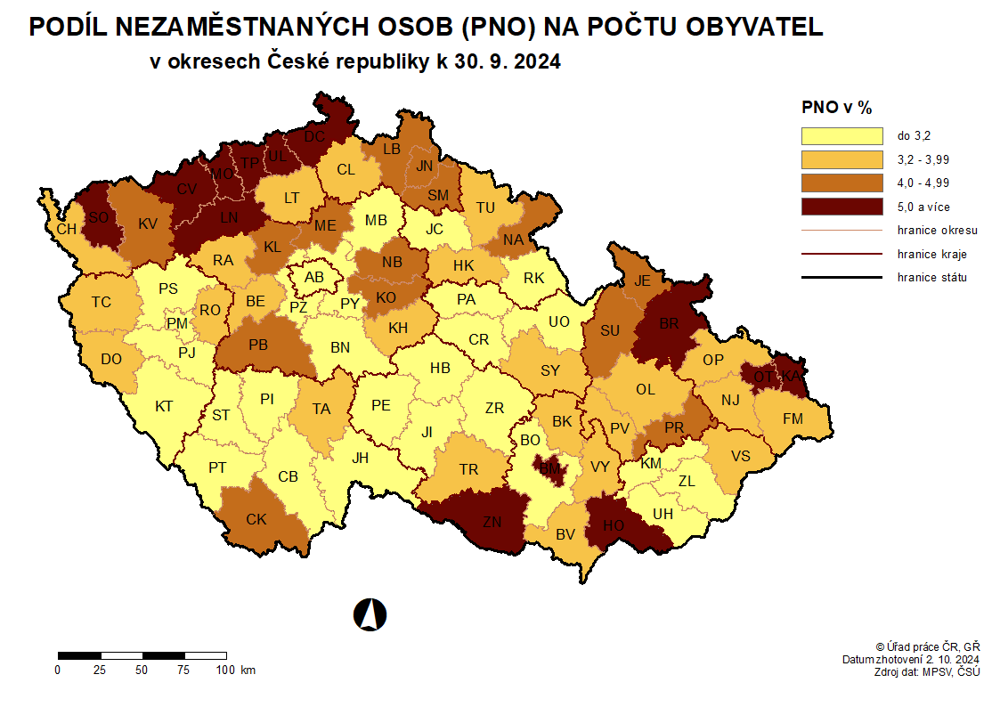 PODÍL NEZAMĚSTNANÝCH OSOB (PNO) NA POČTU OBYVATEL
v okresech České republiky k 30. 9. 2024
PNO v %
do 3,2
3,2 - 3,99
4,0 - 4,99
5,0 a více
hranice okresu
hranice kraje
hranice státu
DC
LB
UL
TP
JN
MO
CL
CV
SM
LT
TU
SO
LN
MB
KV
ME
JC
CH
NA
KL
RA
NB
HK
AB
RK
JE
PS
KO
PA
TC
BE
PY
RO
PZ
UO
PM
BR
KH
SU
CR
PB
BN
PJ
DO
OP
HB
SY
OT
KA
OL
PI
NJ
KT
PE
TA
ZR
ST
FM
BK
PV
PR
JI
BO
VS
JH
KM
VY
PT
TR
BM
CB
ZL
UH
CK
ZN
HO
BV
0 25 50 75 100 km
© Úřad práce ČR, GŘ
Datum zhotovení 2. 10. 2024
Zdroj dat: MPSV, ČSÚ